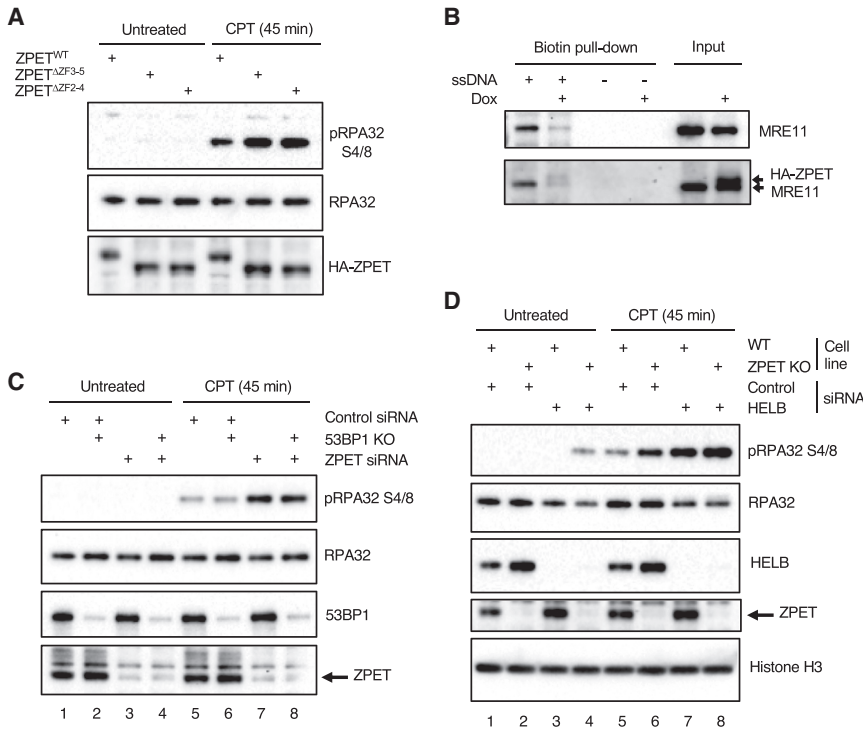 A
Untreated CPT (45 min)
ZPET^WT + +
ZPET^ΔZF3-5 + +
ZPET^ΔZF2-4 + +
pRPA32
S4/8
RPA32
HA-ZPET
B
Biotin pull-down Input
ssDNA + + - -
Dox + + +
MRE11
HA-ZPET
MRE11
C
Untreated CPT (45 min)
+ + + + Control siRNA
+ + + + 53BP1 KO
+ + + + ZPET siRNA
pRPA32 S4/8
RPA32
53BP1
ZPET
1 2 3 4 5 6 7 8
D
Untreated CPT (45 min)
+ + + + WT Cell
+ + + + ZPET KO line
+ + + + Control siRNA
+ + + + HELB
pRPA32 S4/8
RPA32
HELB
ZPET
Histone H3
1 2 3 4 5 6 7 8